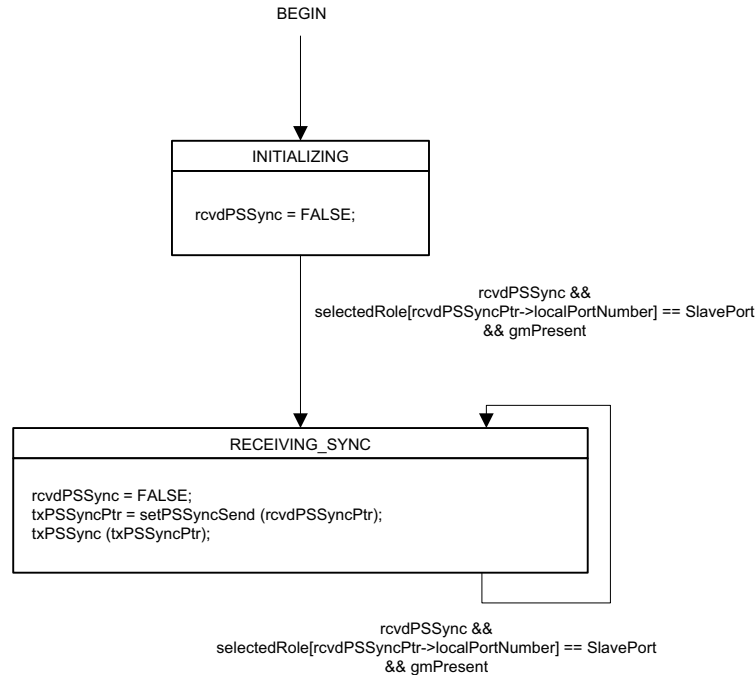 BEGIN
INITIALIZING
rcvdPSSync = FALSE;
rcvdPSSync &&
selectedRole[rcvdPSSyncPtr->localPortNumber] == SlavePort
&& gmPresent
RECEIVING_SYNC
rcvdPSSync = FALSE;
txPSSyncPtr = setPSSyncSend (rcvdPSSyncPtr);
txPSSync (txPSSyncPtr);
rcvdPSSync &&
selectedRole[rcvdPSSyncPtr->localPortNumber] == SlavePort
&& gmPresent